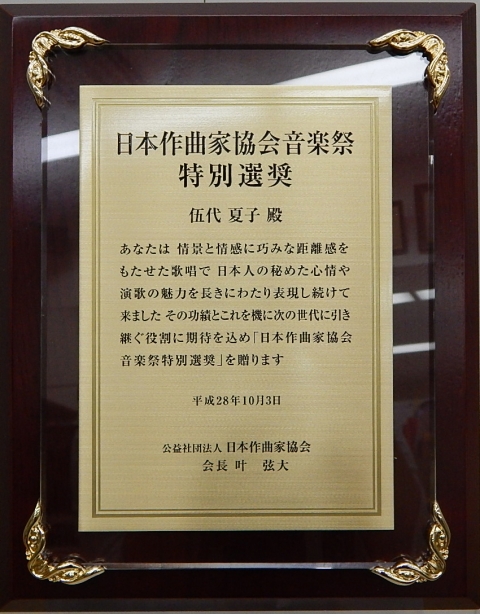 日本作曲家協会音楽祭
特別選奨
伍代 夏子 殿
あなたは 情景と情感に巧みな距離感を
もたせた歌唱で 日本人の秘めた心情や
演歌の魅力を長きにわたり表現し続けて
来ました その功績とこれを機に次の世代に引き
継ぐ役割に期待を込め「日本作曲家協会
音楽祭特別選奨」を贈ります
平成28年10月3日
公益社団法人 日本作曲家協会
会長 叶 弦大